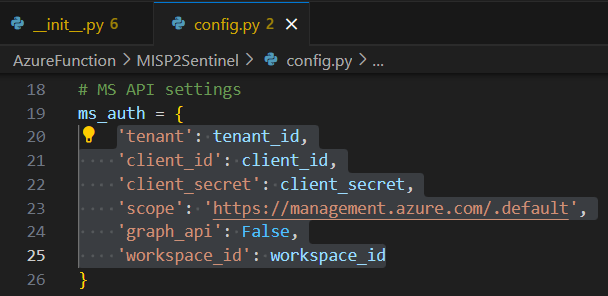 __init__.py 6 config.py 2 ×
AzureFunction > MISP2Sentinel > config.py > ...
18 # MS API settings
19 ms_auth = {
20 'tenant': tenant_id,
21 'client_id': client_id,
22 'client_secret': client_secret,
23 'scope': 'https://management.azure.com/.default',
24 'graph_api': False,
25 'workspace_id': workspace_id
26 }